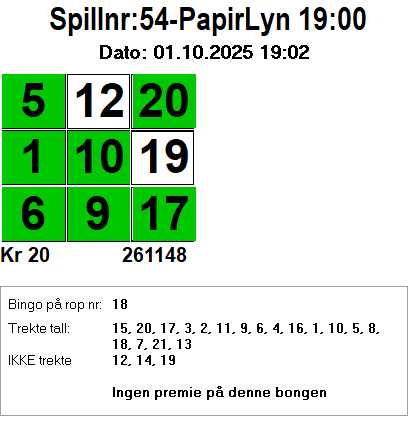 Spillnr:54-PapirLyn 19:00
Dato: 01.10.2025 19:02
5 12 20
1 10 19
6 9 17
Kr 20 261148
Bingo på rop nr: 18
Trekte tall: 15, 20, 17, 3, 2, 11, 9, 6, 4, 16, 1, 10, 5, 8,
18, 7, 21, 13
IKKE trekte 12, 14, 19
Ingen premie på denne bongen